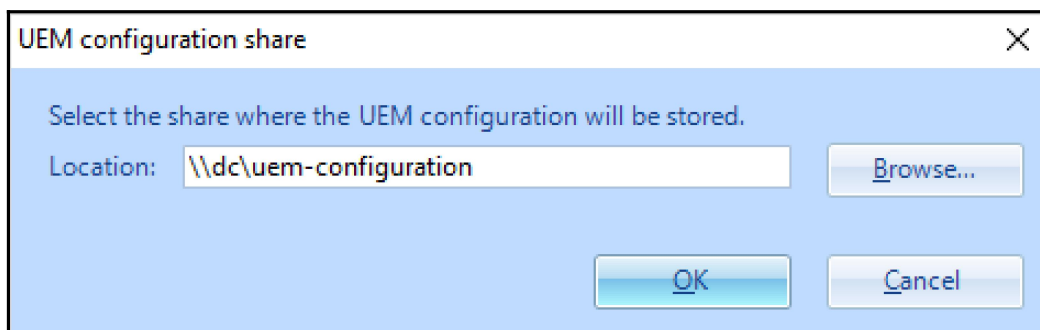 UEM configuration share
Select the share where the UEM configuration will be stored.
Location: \\dc\uem-configuration Browse...
OK Cancel